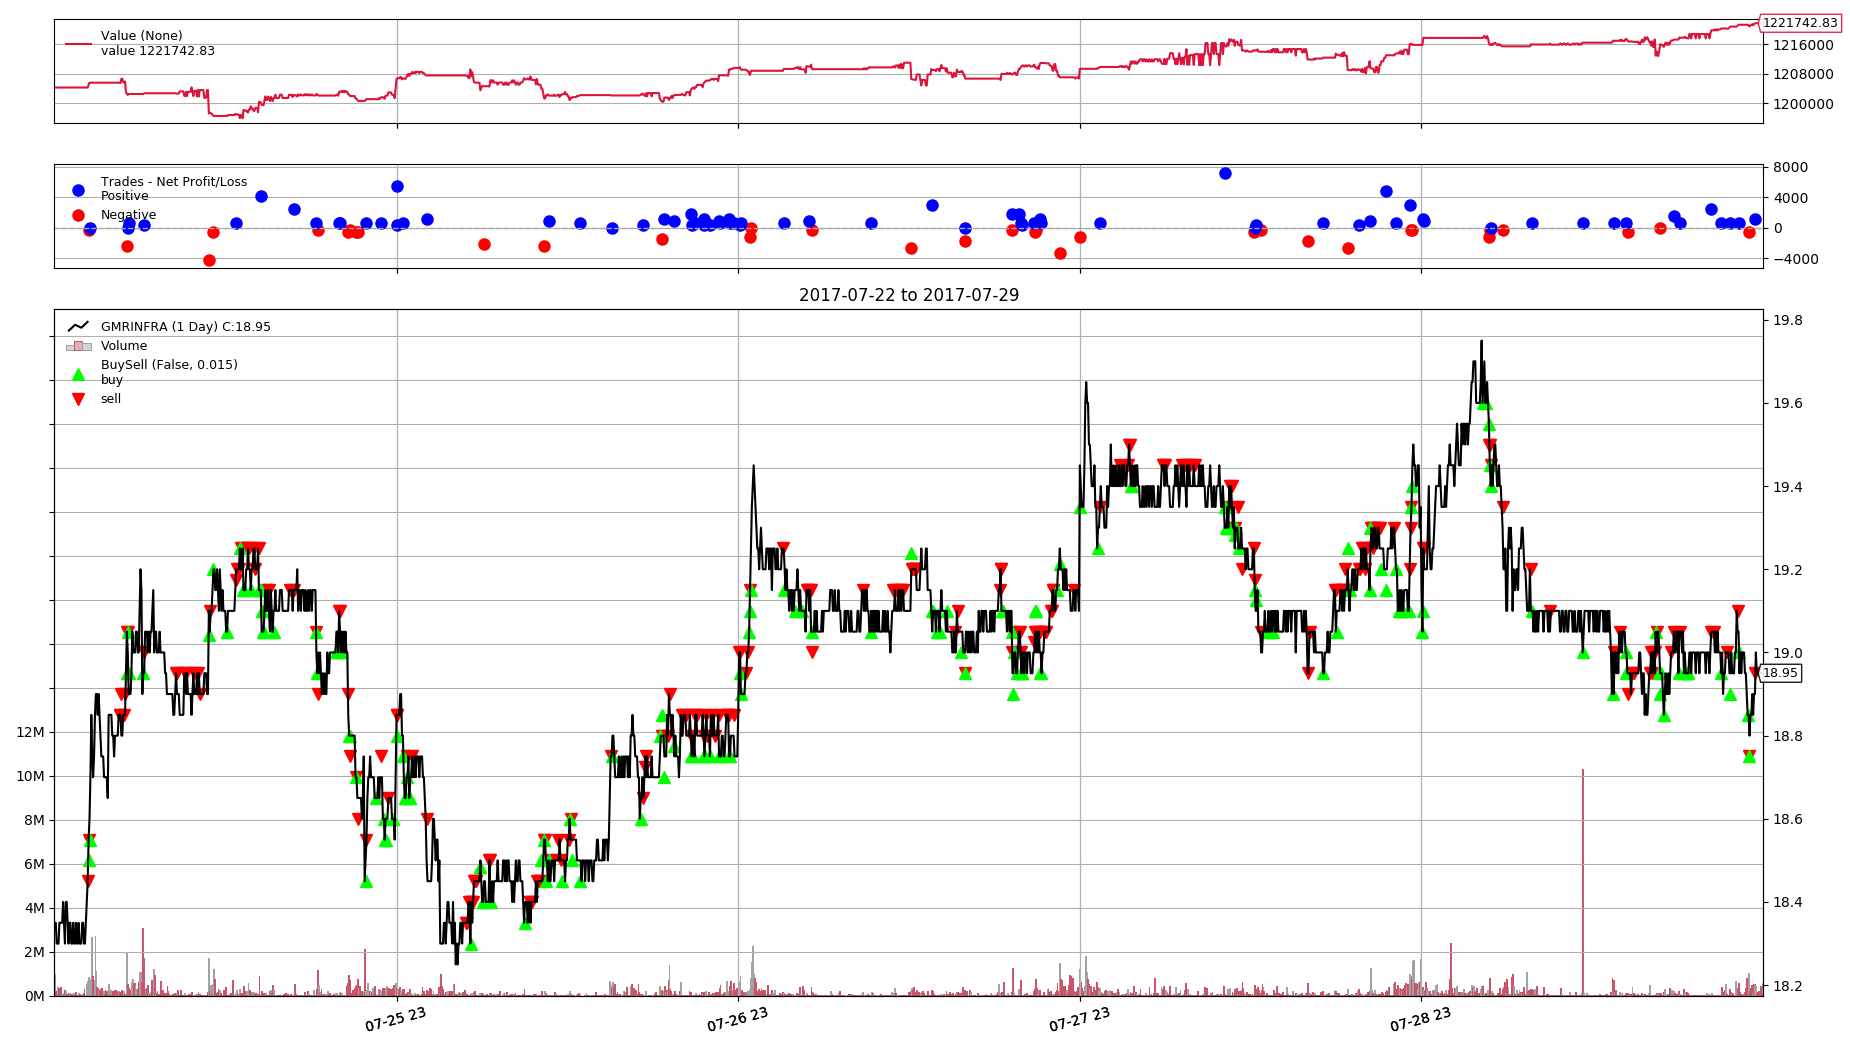 Value (None)
value 1221742.83
1221742.83
1216000
1208000
1200000
Trades - Net Profit/Loss
Positive
Negative
8000
4000
0
−4000
2017-07-22 to 2017-07-29
GMRINFRA (1 Day) C:18.95
Volume
BuySell (False, 0.015)
buy
sell
12M
10M
8M
6M
4M
2M
0M
19.8
19.6
19.4
19.2
19.0
18.95
18.8
18.6
18.4
18.2
07-25 23
07-26 23
07-27 23
07-28 23